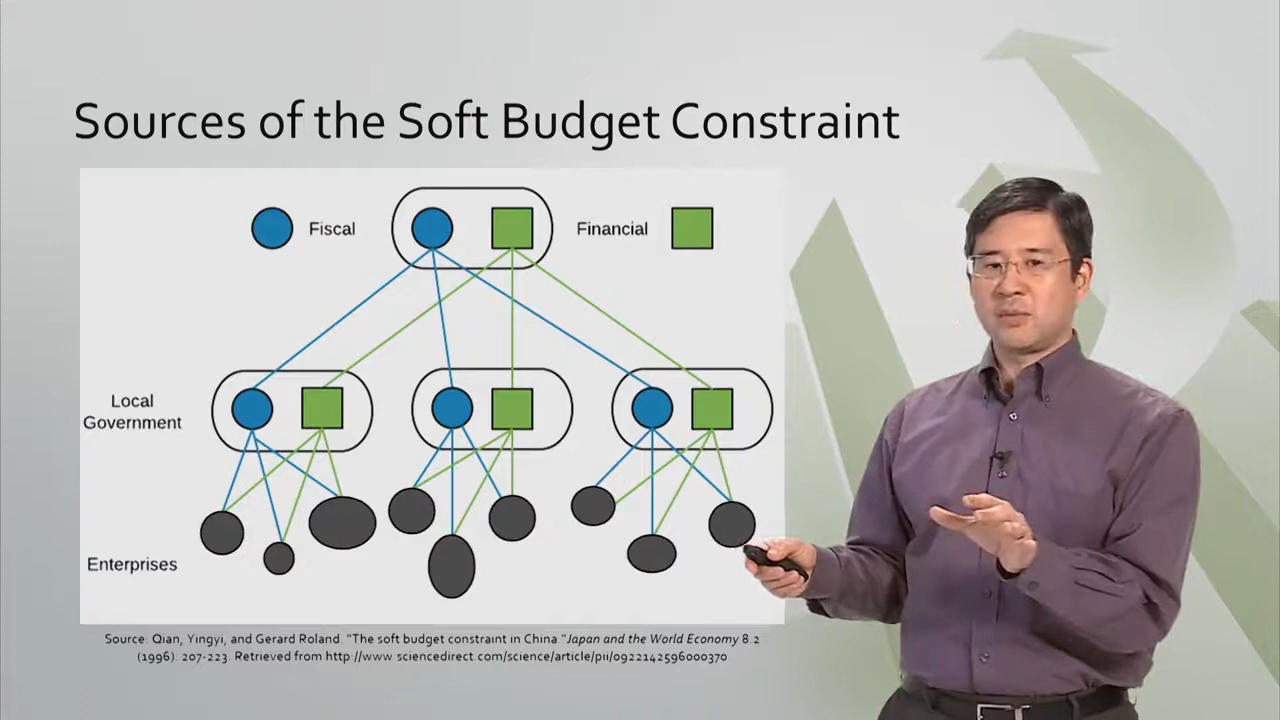 Sources of the Soft Budget Constraint
Fiscal
Financial
Local
Government
Enterprises
Source: Qian, Yingyi, and Gerard Roland. "The soft budget constraint in China "Japan and the World Economy 8.2
(1996): 207-223. Retrieved from http://www sciencedirect.com/science/article/pii/0922142596000370